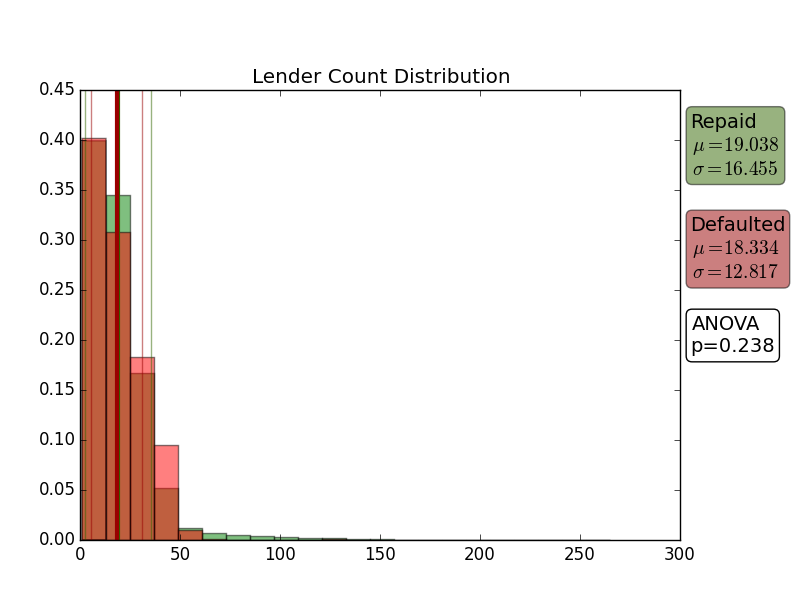 Lender Count Distribution
0.45
0.40
0.35
0.30
0.25
0.20
0.15
0.10
0.05
0.00
0 50 100 150 200 250 300
Repaid
μ=19.038
σ=16.455
Defaulted
μ=18.334
σ=12.817
ANOVA
p=0.238